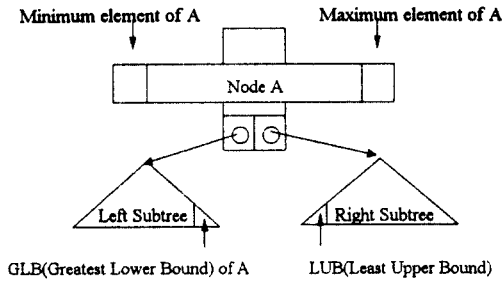 Minimum element of A
Maximum element of A
Node A
Left Subtree
Right Subtree
GLB(Greatest Lower Bound) of A
LUB(Least Upper Bound)